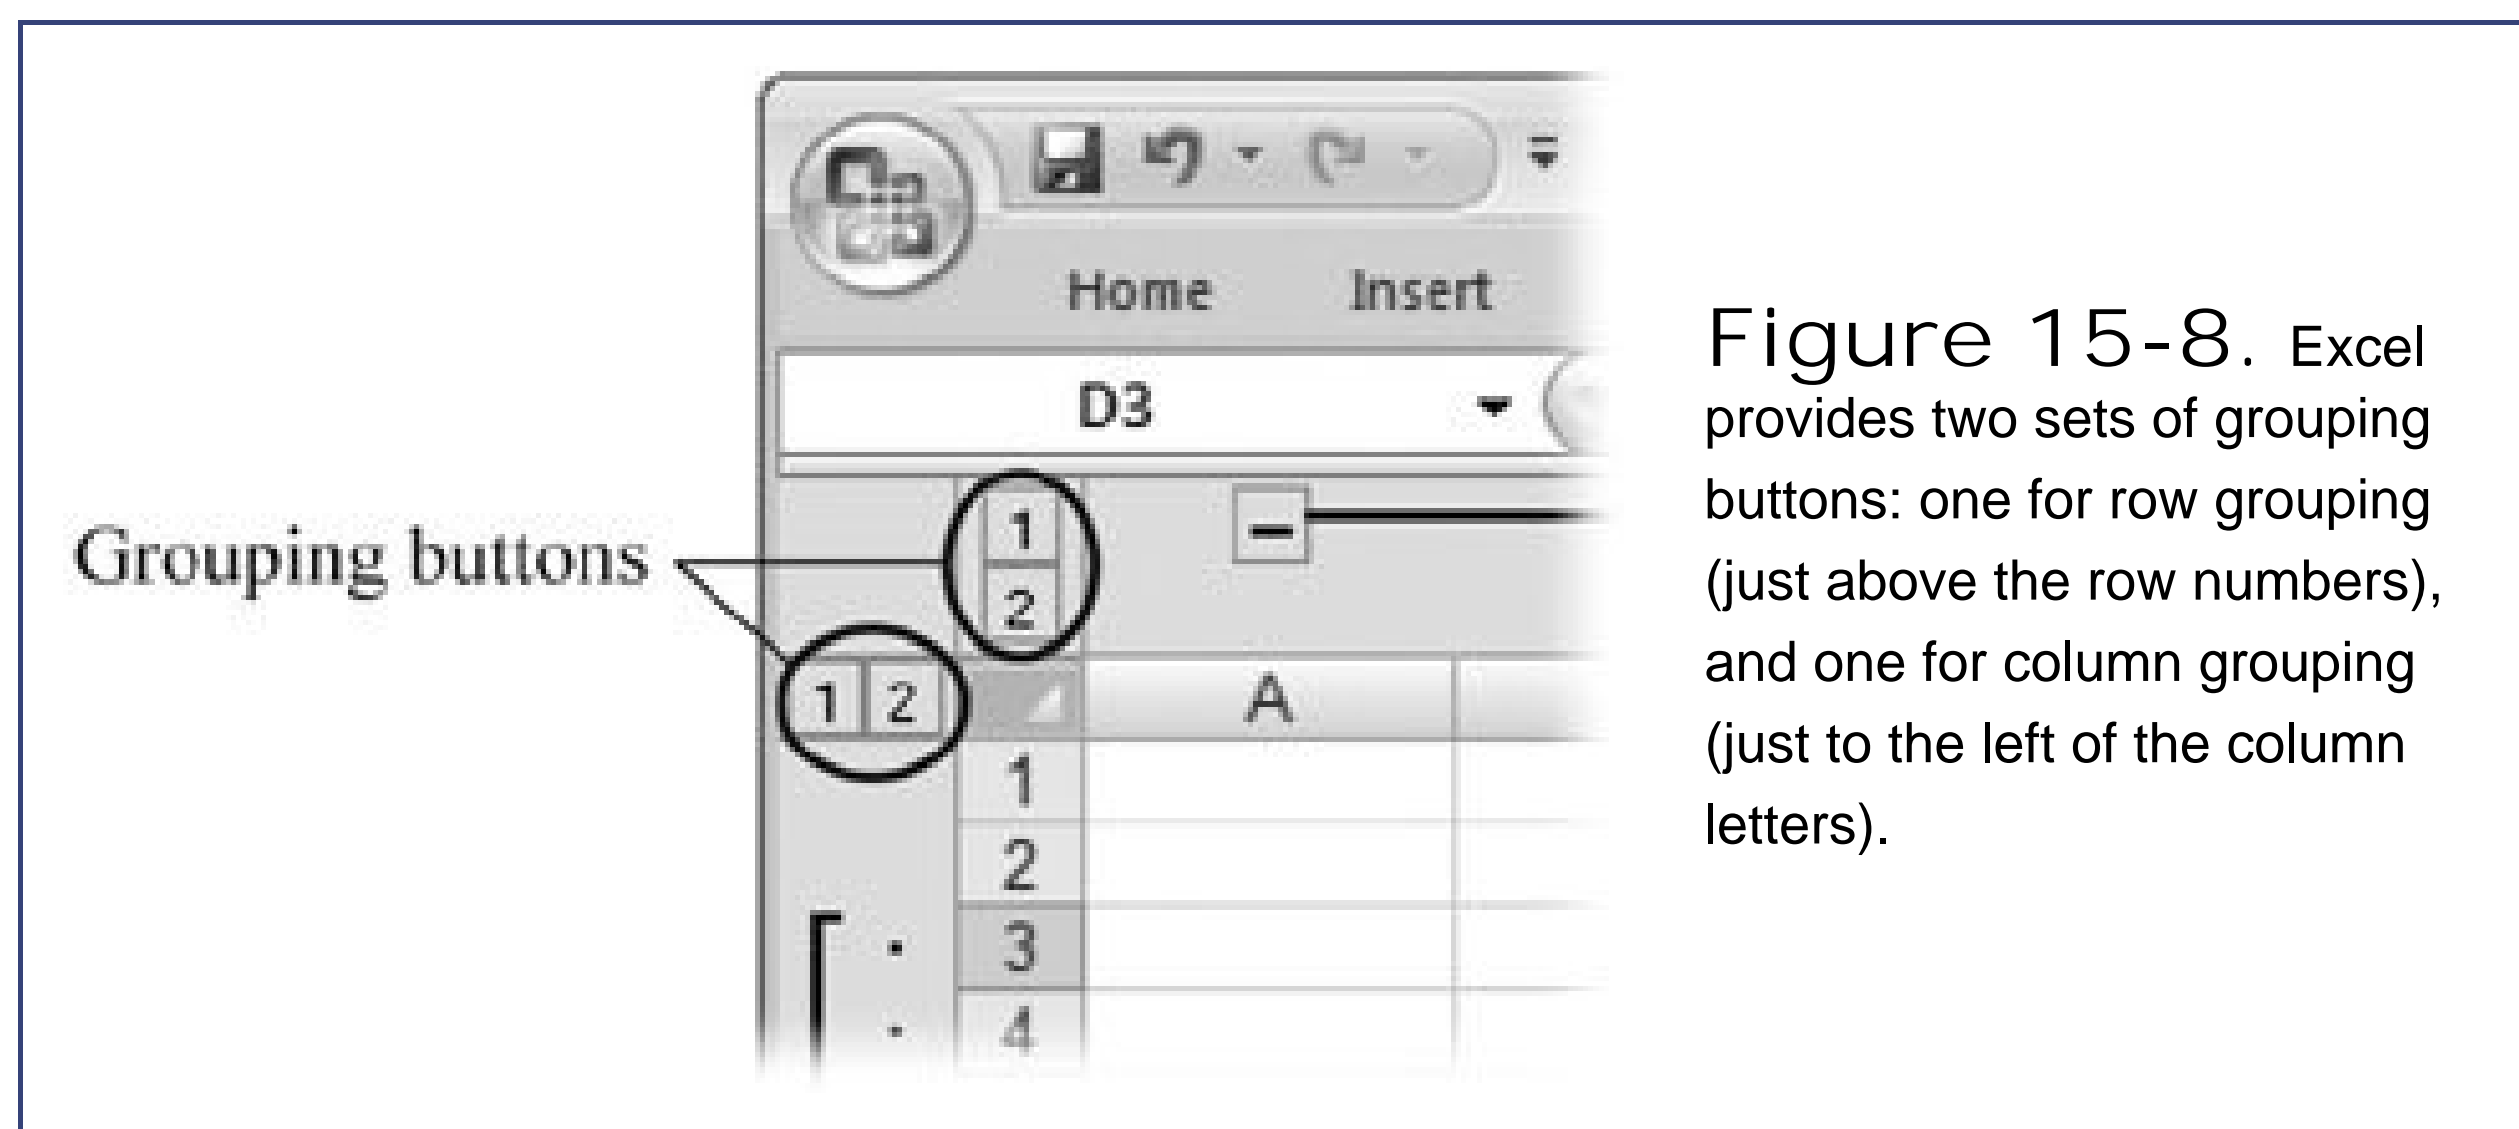 Home Insert
D3
Grouping buttons
1
2
1 2
A
1
2
3
4
Figure 15-8. Excel
provides two sets of grouping
buttons: one for row grouping
(just above the row numbers),
and one for column grouping
(just to the left of the column
letters).